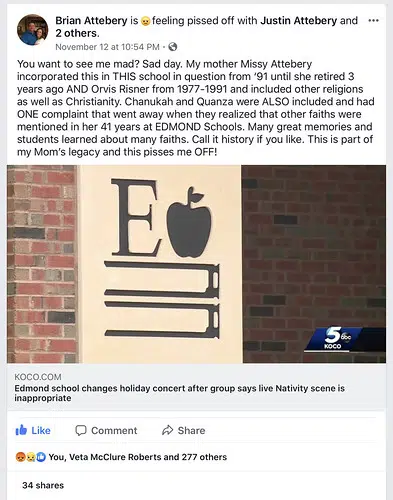 Brian Attebery is feeling pissed off with Justin Attebery and
2 others.
November 12 at 10:54 PM ·
You want to see me mad? Sad day. My mother Missy Attebery
incorporated this in THIS school in question from '91 until she retired 3
years ago AND Orvis Risner from 1977-1991 and included other religions
as well as Christianity. Chanukah and Quanza were ALSO included and had
ONE complaint that went away when they realized that other faiths were
mentioned in her 41 years at EDMOND Schools. Many great memories and
students learned about many faiths. Call it history if you like. This is part of
my Mom's legacy and this pisses me OFF!
E
5 abc
KOCO
KOCO.COM
Edmond school changes holiday concert after group says live Nativity scene is
inappropriate
Like Comment Share
You, Veta McClure Roberts and 277 others
34 shares